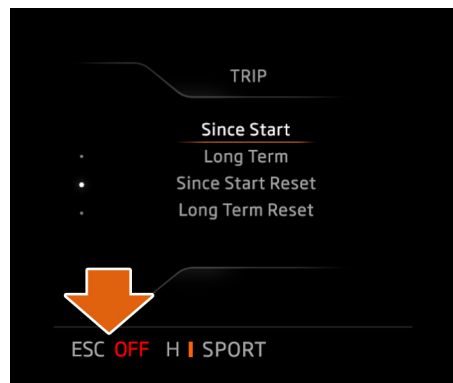 TRIP
Since Start
Long Term
Since Start Reset
Long Term Reset
ESC OFF H SPORT